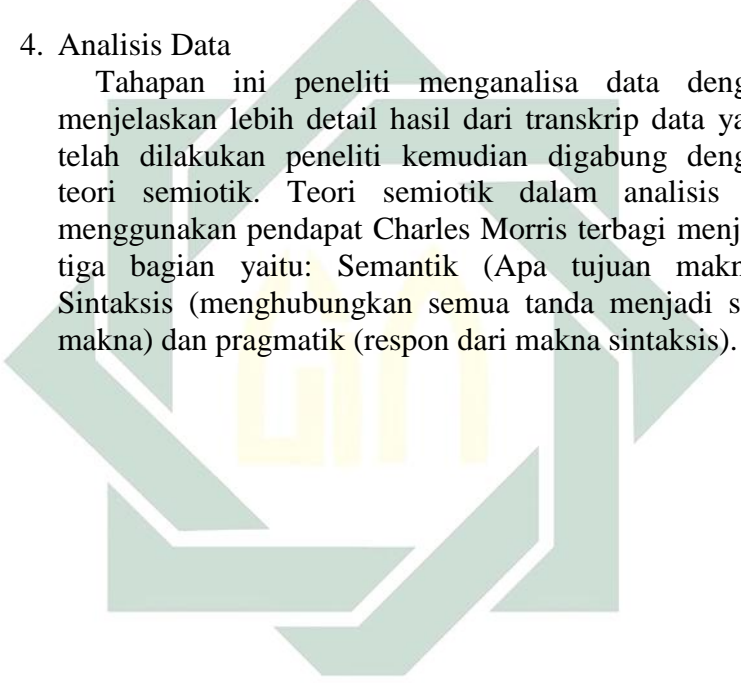 4. Analisis Data
Tahapan ini peneliti menganalisa data deng
menjelaskan lebih detail hasil dari transkrip data ya
telah dilakukan peneliti kemudian digabung deng
teori semiotik. Teori semiotik dalam analisis
menggunakan pendapat Charles Morris terbagi menj
tiga bagian yaitu: Semantik (Apa tujuan makn
Sintaksis (menghubungkan semua tanda menjadi s
makna) dan pragmatik (respon dari makna sintaksis).